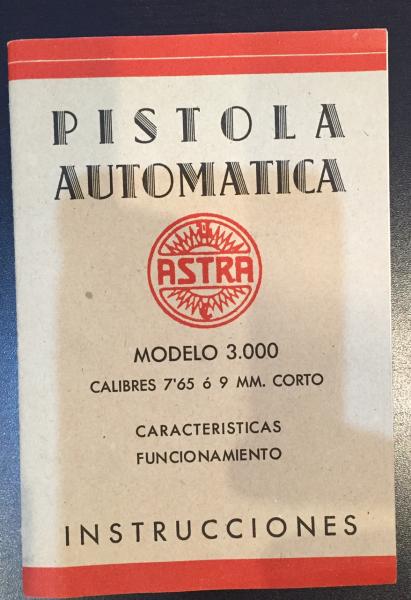 PISTOLA
AUTOMATICA
ASTRA
MODELO 3.000
CALIBRES 7'65 ó 9 MM. CORTO
CARACTERISTICAS
FUNCIONAMIENTO
INSTRUCCIONES